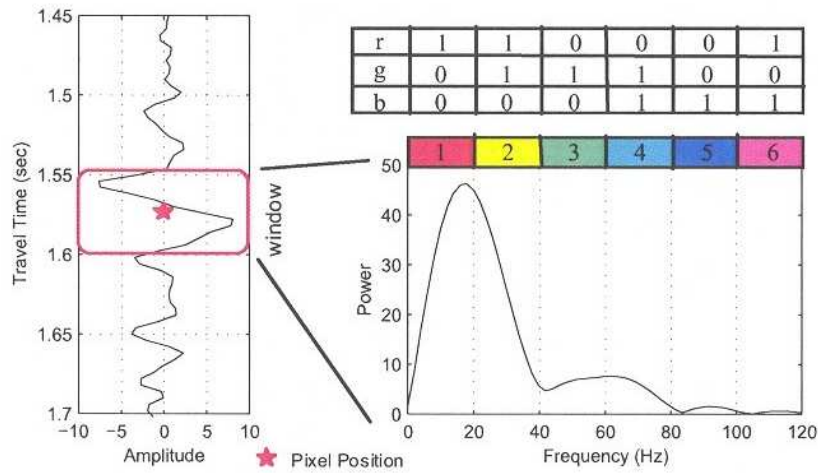 1.45
1.5
1.55
1.6
1.65
1.7
Travel Time (sec)
−10 −5 0 5 10
Amplitude
window
Pixel Position
r 1 1 0 0 0 1
g 0 1 1 1 0 0
b 0 0 0 1 1 1
1 2 3 4 5 6
50
40
30
20
10
0
Power
0 20 40 60 80 100 120
Frequency (Hz)